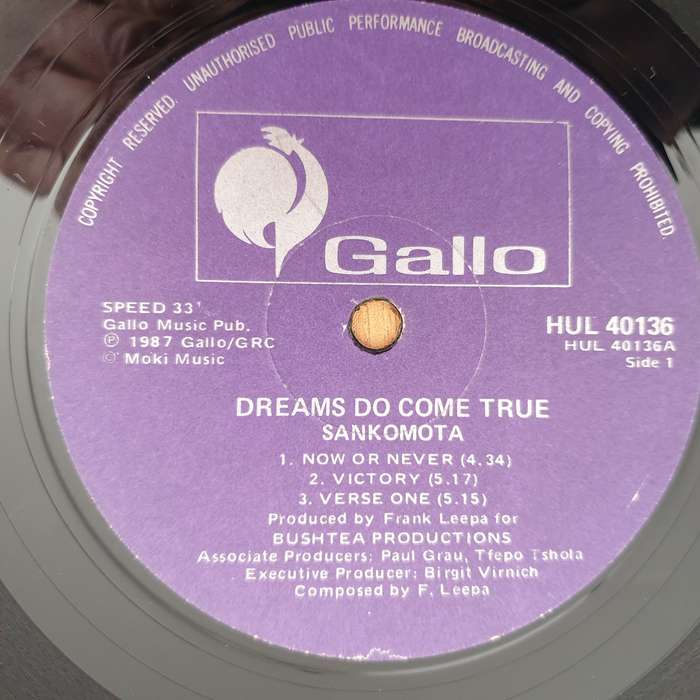 COPYRIGHT RESERVED. UNAUTHORISED PUBLIC PERFORMANCE BROADCASTING AND COPYING PROHIBITED.
Gallo
SPEED 33⅓
Gallo Music Pub.
℗ 1987 Gallo/GRC
© Moki Music
HUL 40136
HUL 40136A
Side 1
DREAMS DO COME TRUE
SANKOMOTA
1. NOW OR NEVER (4.34)
2. VICTORY (5.17)
3. VERSE ONE (5.15)
Produced by Frank Leepa for
BUSHTEA PRODUCTIONS
Associate Producers: Paul Grau, Tfepo Tshola
Executive Producer: Birgit Virnich
Composed by F. Leepa